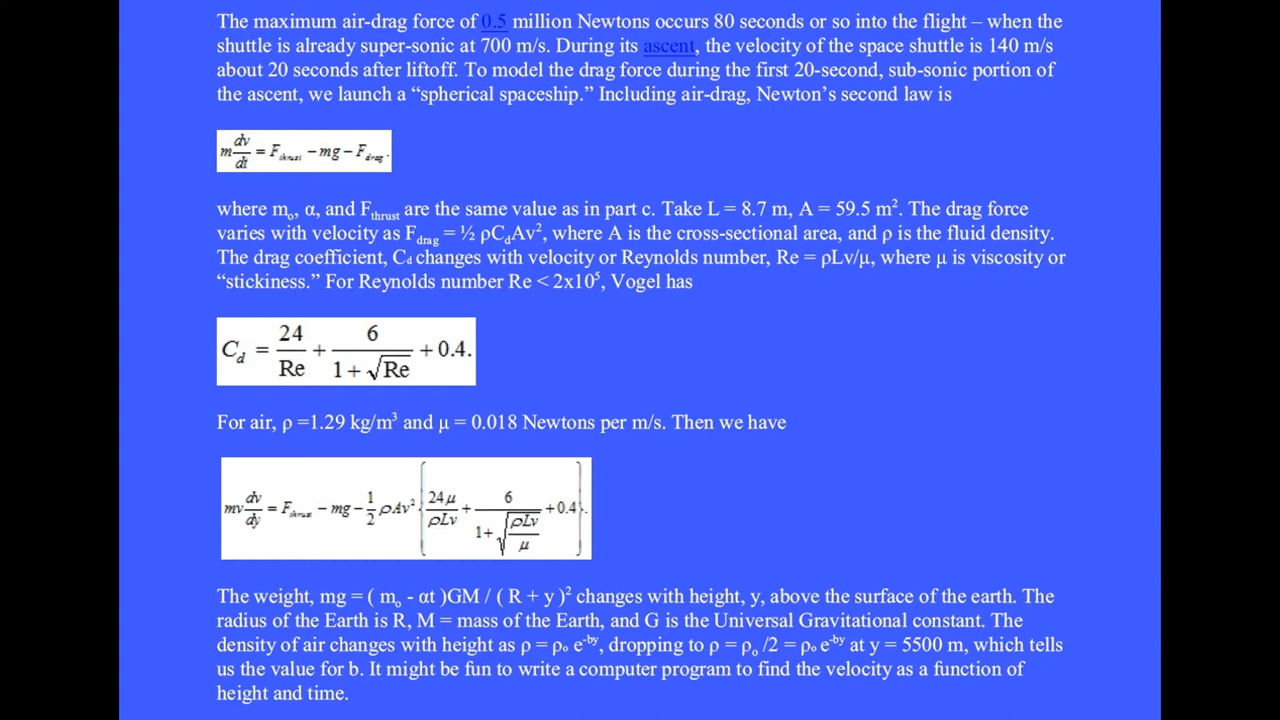 The maximum air-drag force of 0.5 million Newtons occurs 80 seconds or so into the flight – when the
shuttle is already super-sonic at 700 m/s. During its ascent, the velocity of the space shuttle is 140 m/s
about 20 seconds after liftoff. To model the drag force during the first 20-second, sub-sonic portion of
the ascent, we launch a “spherical spaceship.” Including air-drag, Newton’s second law is
m dv/dt = F_thrust − mg − F_drag.
where mₒ, α, and F_thrust are the same value as in part c. Take L = 8.7 m, A = 59.5 m². The drag force
varies with velocity as F_drag = ½ ρC_dAv², where A is the cross-sectional area, and ρ is the fluid density.
The drag coefficient, C_d changes with velocity or Reynolds number, Re = ρLv/μ, where μ is viscosity or
“stickiness.” For Reynolds number Re < 2x10⁵, Vogel has
C_d = 24/Re + 6/(1 + √Re) + 0.4.
For air, ρ =1.29 kg/m³ and μ = 0.018 Newtons per m/s. Then we have
mv dv/dy = F_thrust − mg − 1/2 ρAv² { 24μ/ρLv + 6/(1+ √(ρLv/μ)) + 0.4 }.
The weight, mg = ( mₒ - αt )GM / ( R + y )² changes with height, y, above the surface of the earth. The
radius of the Earth is R, M = mass of the Earth, and G is the Universal Gravitational constant. The
density of air changes with height as ρ = ρₒ e^-by, dropping to ρ = ρₒ /2 = ρₒ e^-by at y = 5500 m, which tells
us the value for b. It might be fun to write a computer program to find the velocity as a function of
height and time.